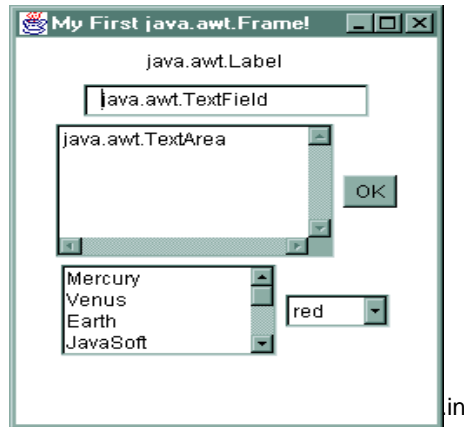 My First java.awt.Frame!
java.awt.Label
java.awt.TextField
java.awt.TextArea
OK
Mercury
Venus
Earth
JavaSoft
red
.in